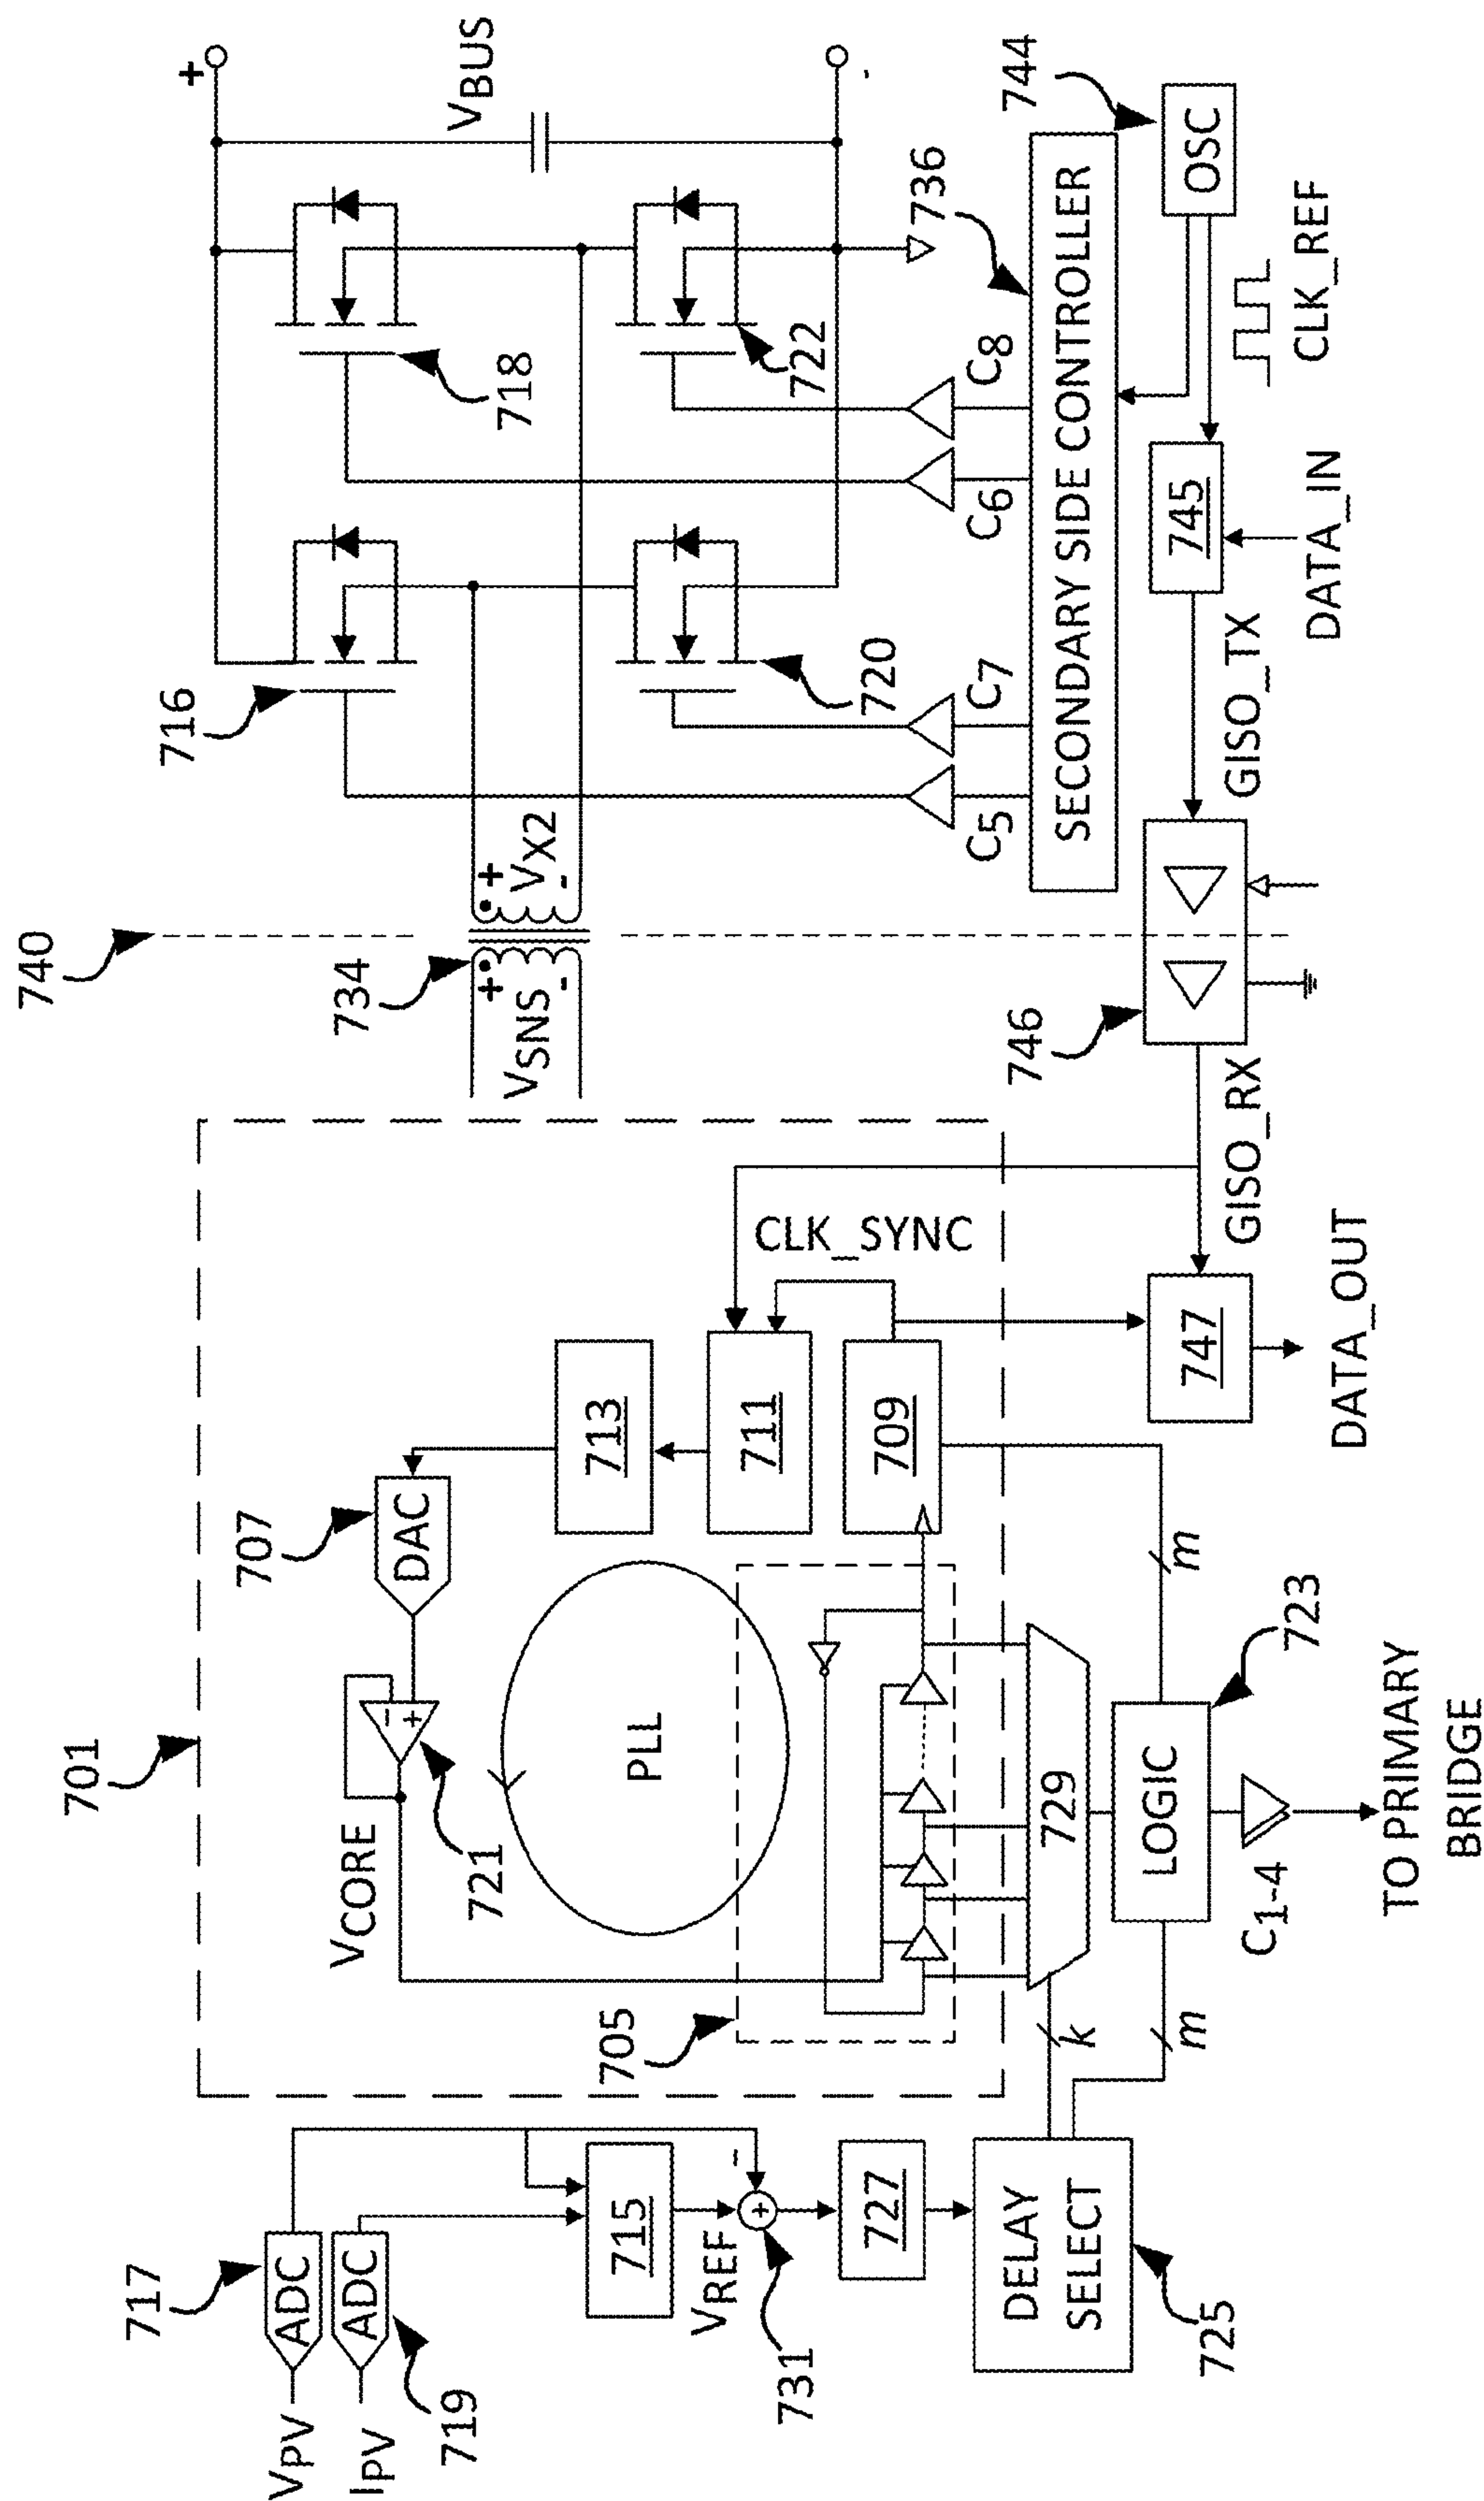 740
701
717
VPV
ADC
IPV
ADC
719
715
VREF
-
+
731
727
DELAY
SELECT
725
VCORE
-
+
721
DAC
707
PLL
713
711
709
705
k
m
729
m
LOGIC
723
C1-4
TO PRIMARY
BRIDGE
CLK_SYNC
747
DATA_OUT
GISO_RX
746
734
+
VSNS
-
+
VX2
-
716
718
720
722
+
VBUS
-
C5
C7
C6
C8
736
SECONDARY SIDE CONTROLLER
744
OSC
CLK_REF
745
DATA_IN
GISO_TX